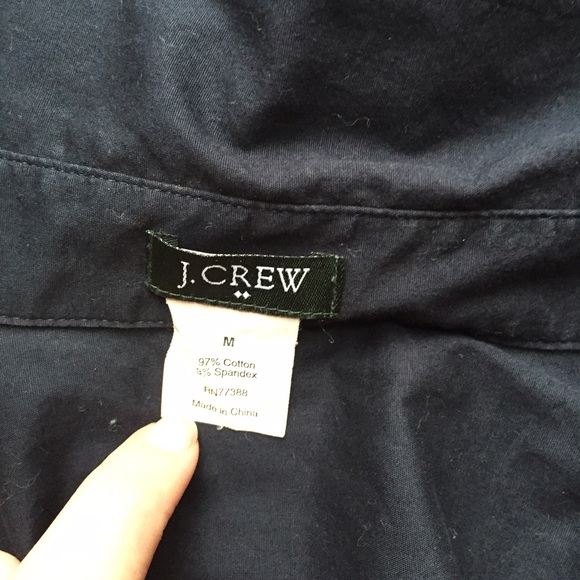 J.CREW
M
97% Cotton
3% Spandex
RN77388
Made in China